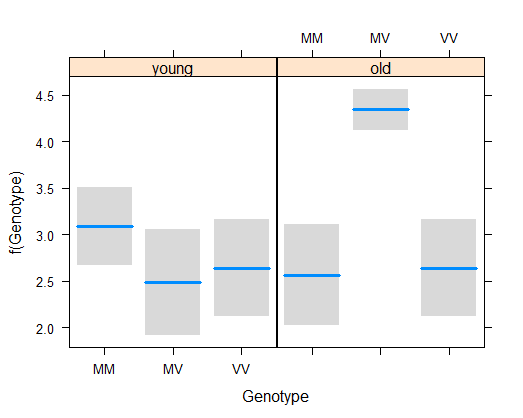 MM MV VV
young old
4.5
4.0
3.5
3.0
2.5
2.0
f(Genotype)
MM MV VV
Genotype